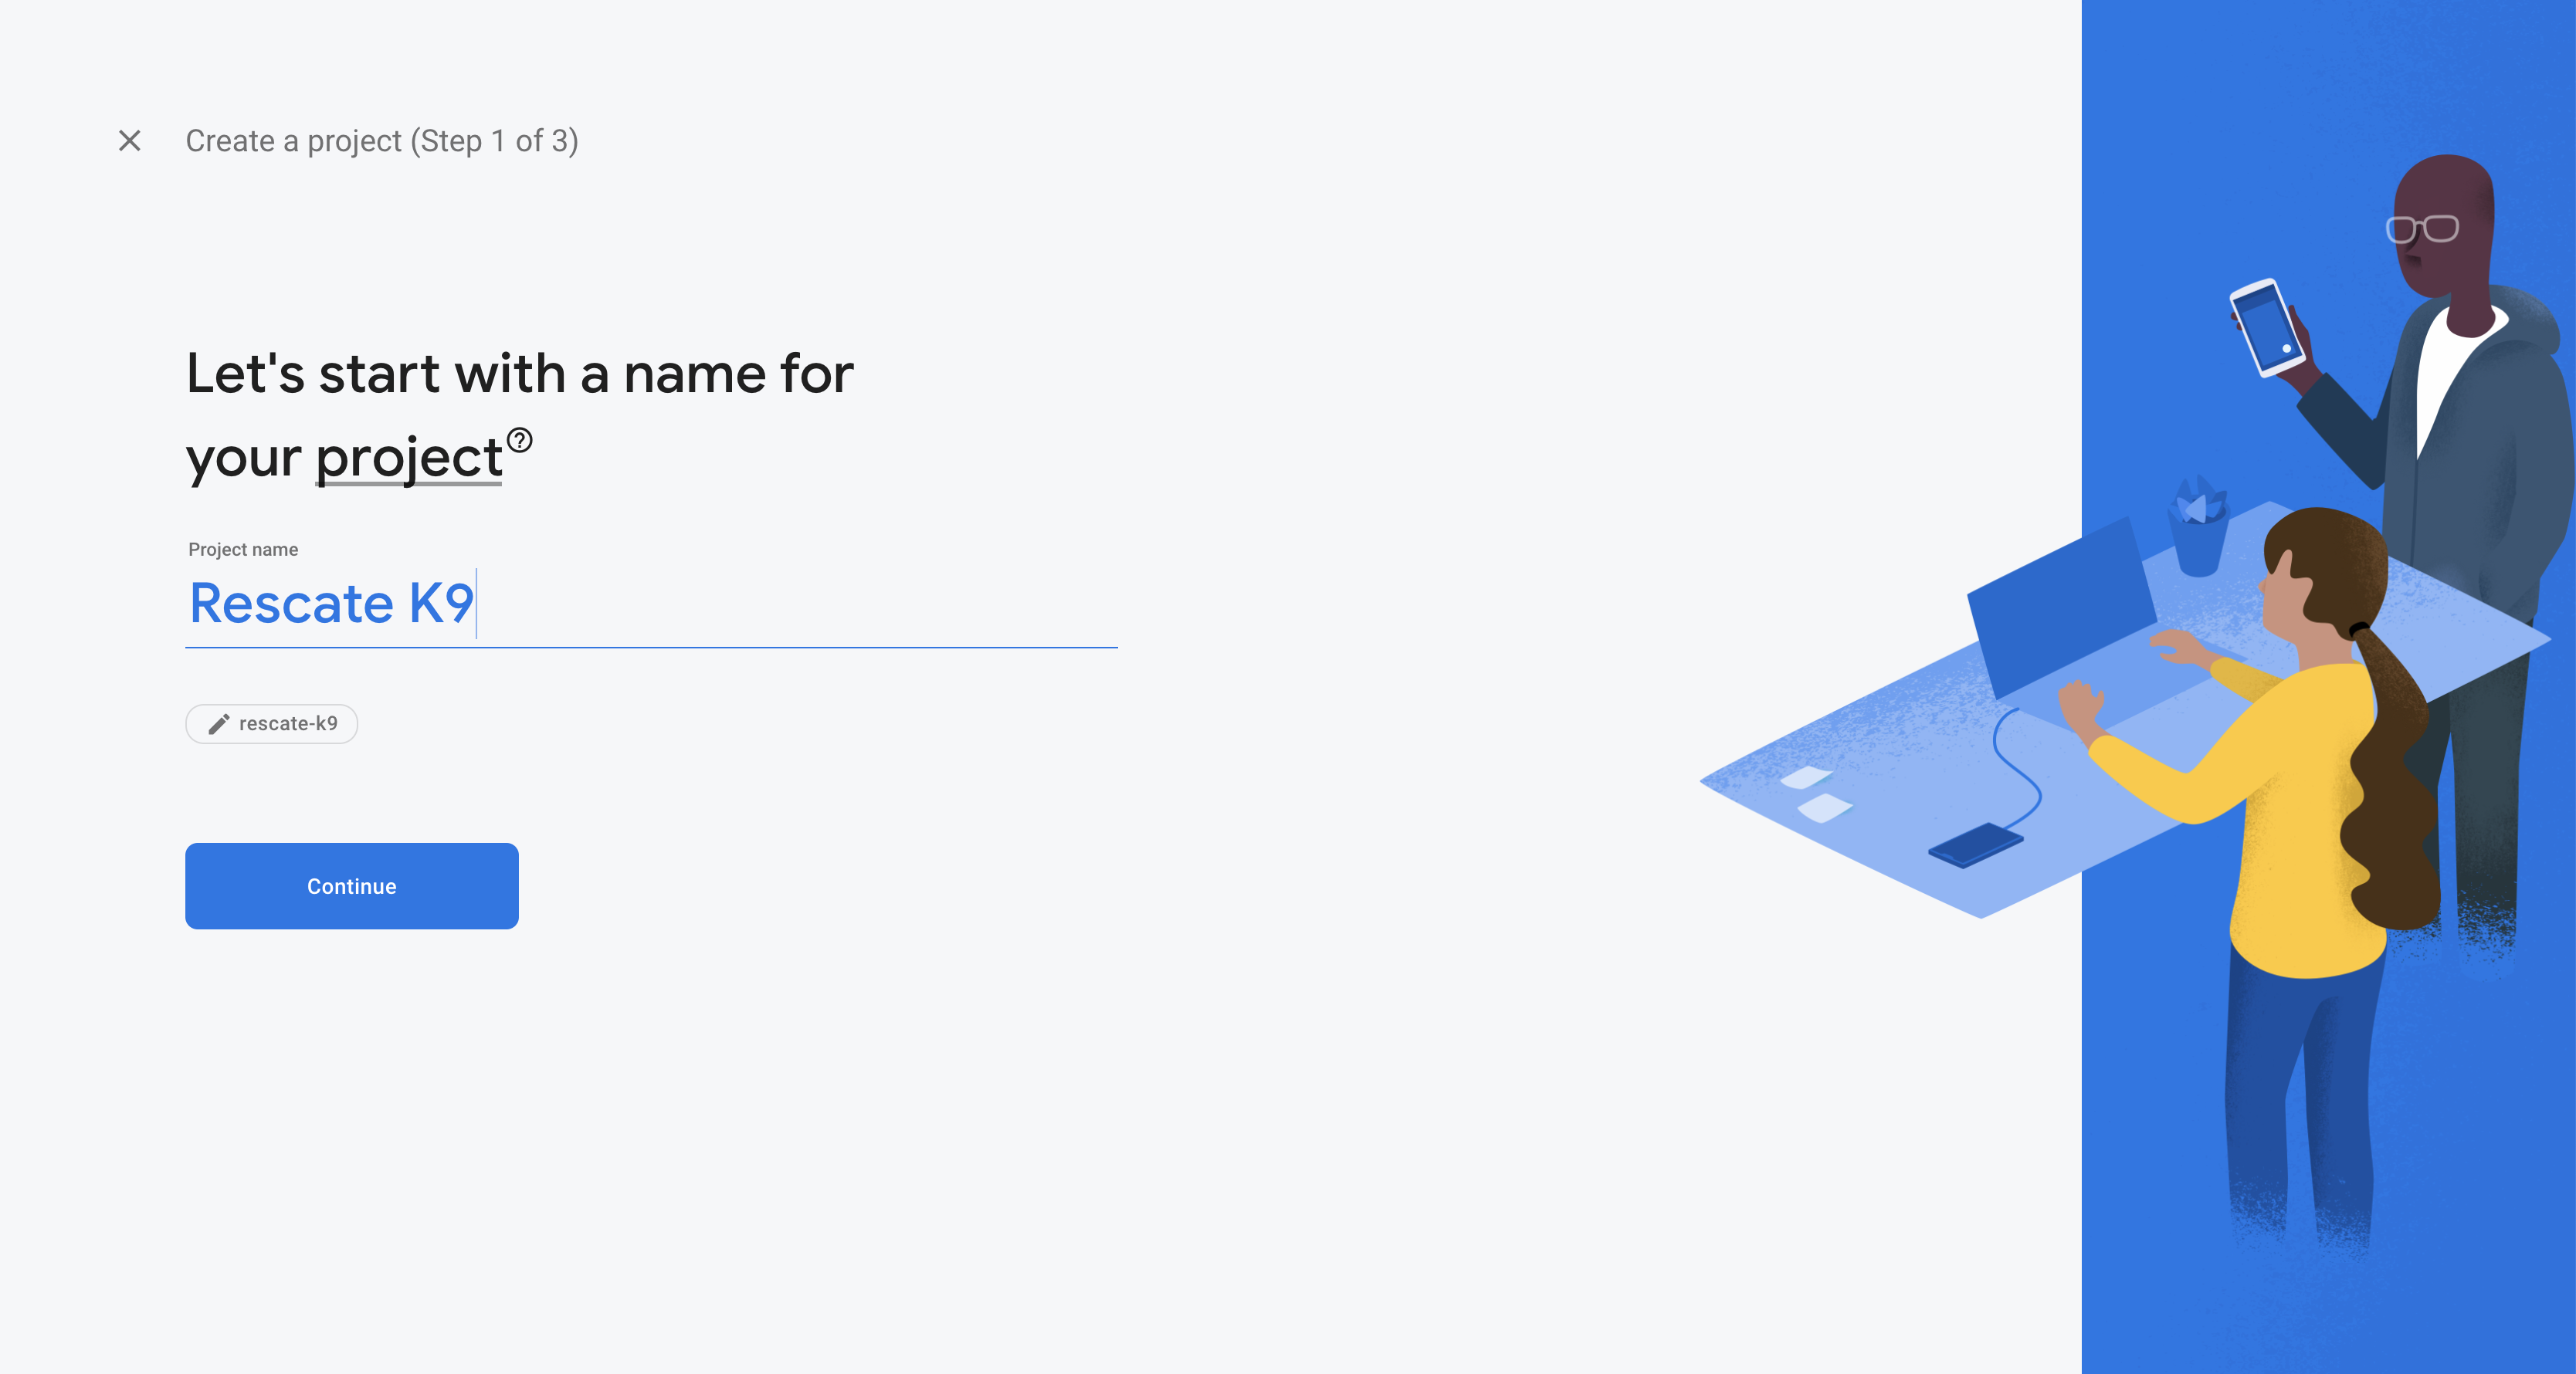 Create a project (Step 1 of 3)
Let's start with a name for
your project
Project name
Rescate K9
rescate-k9
Continue